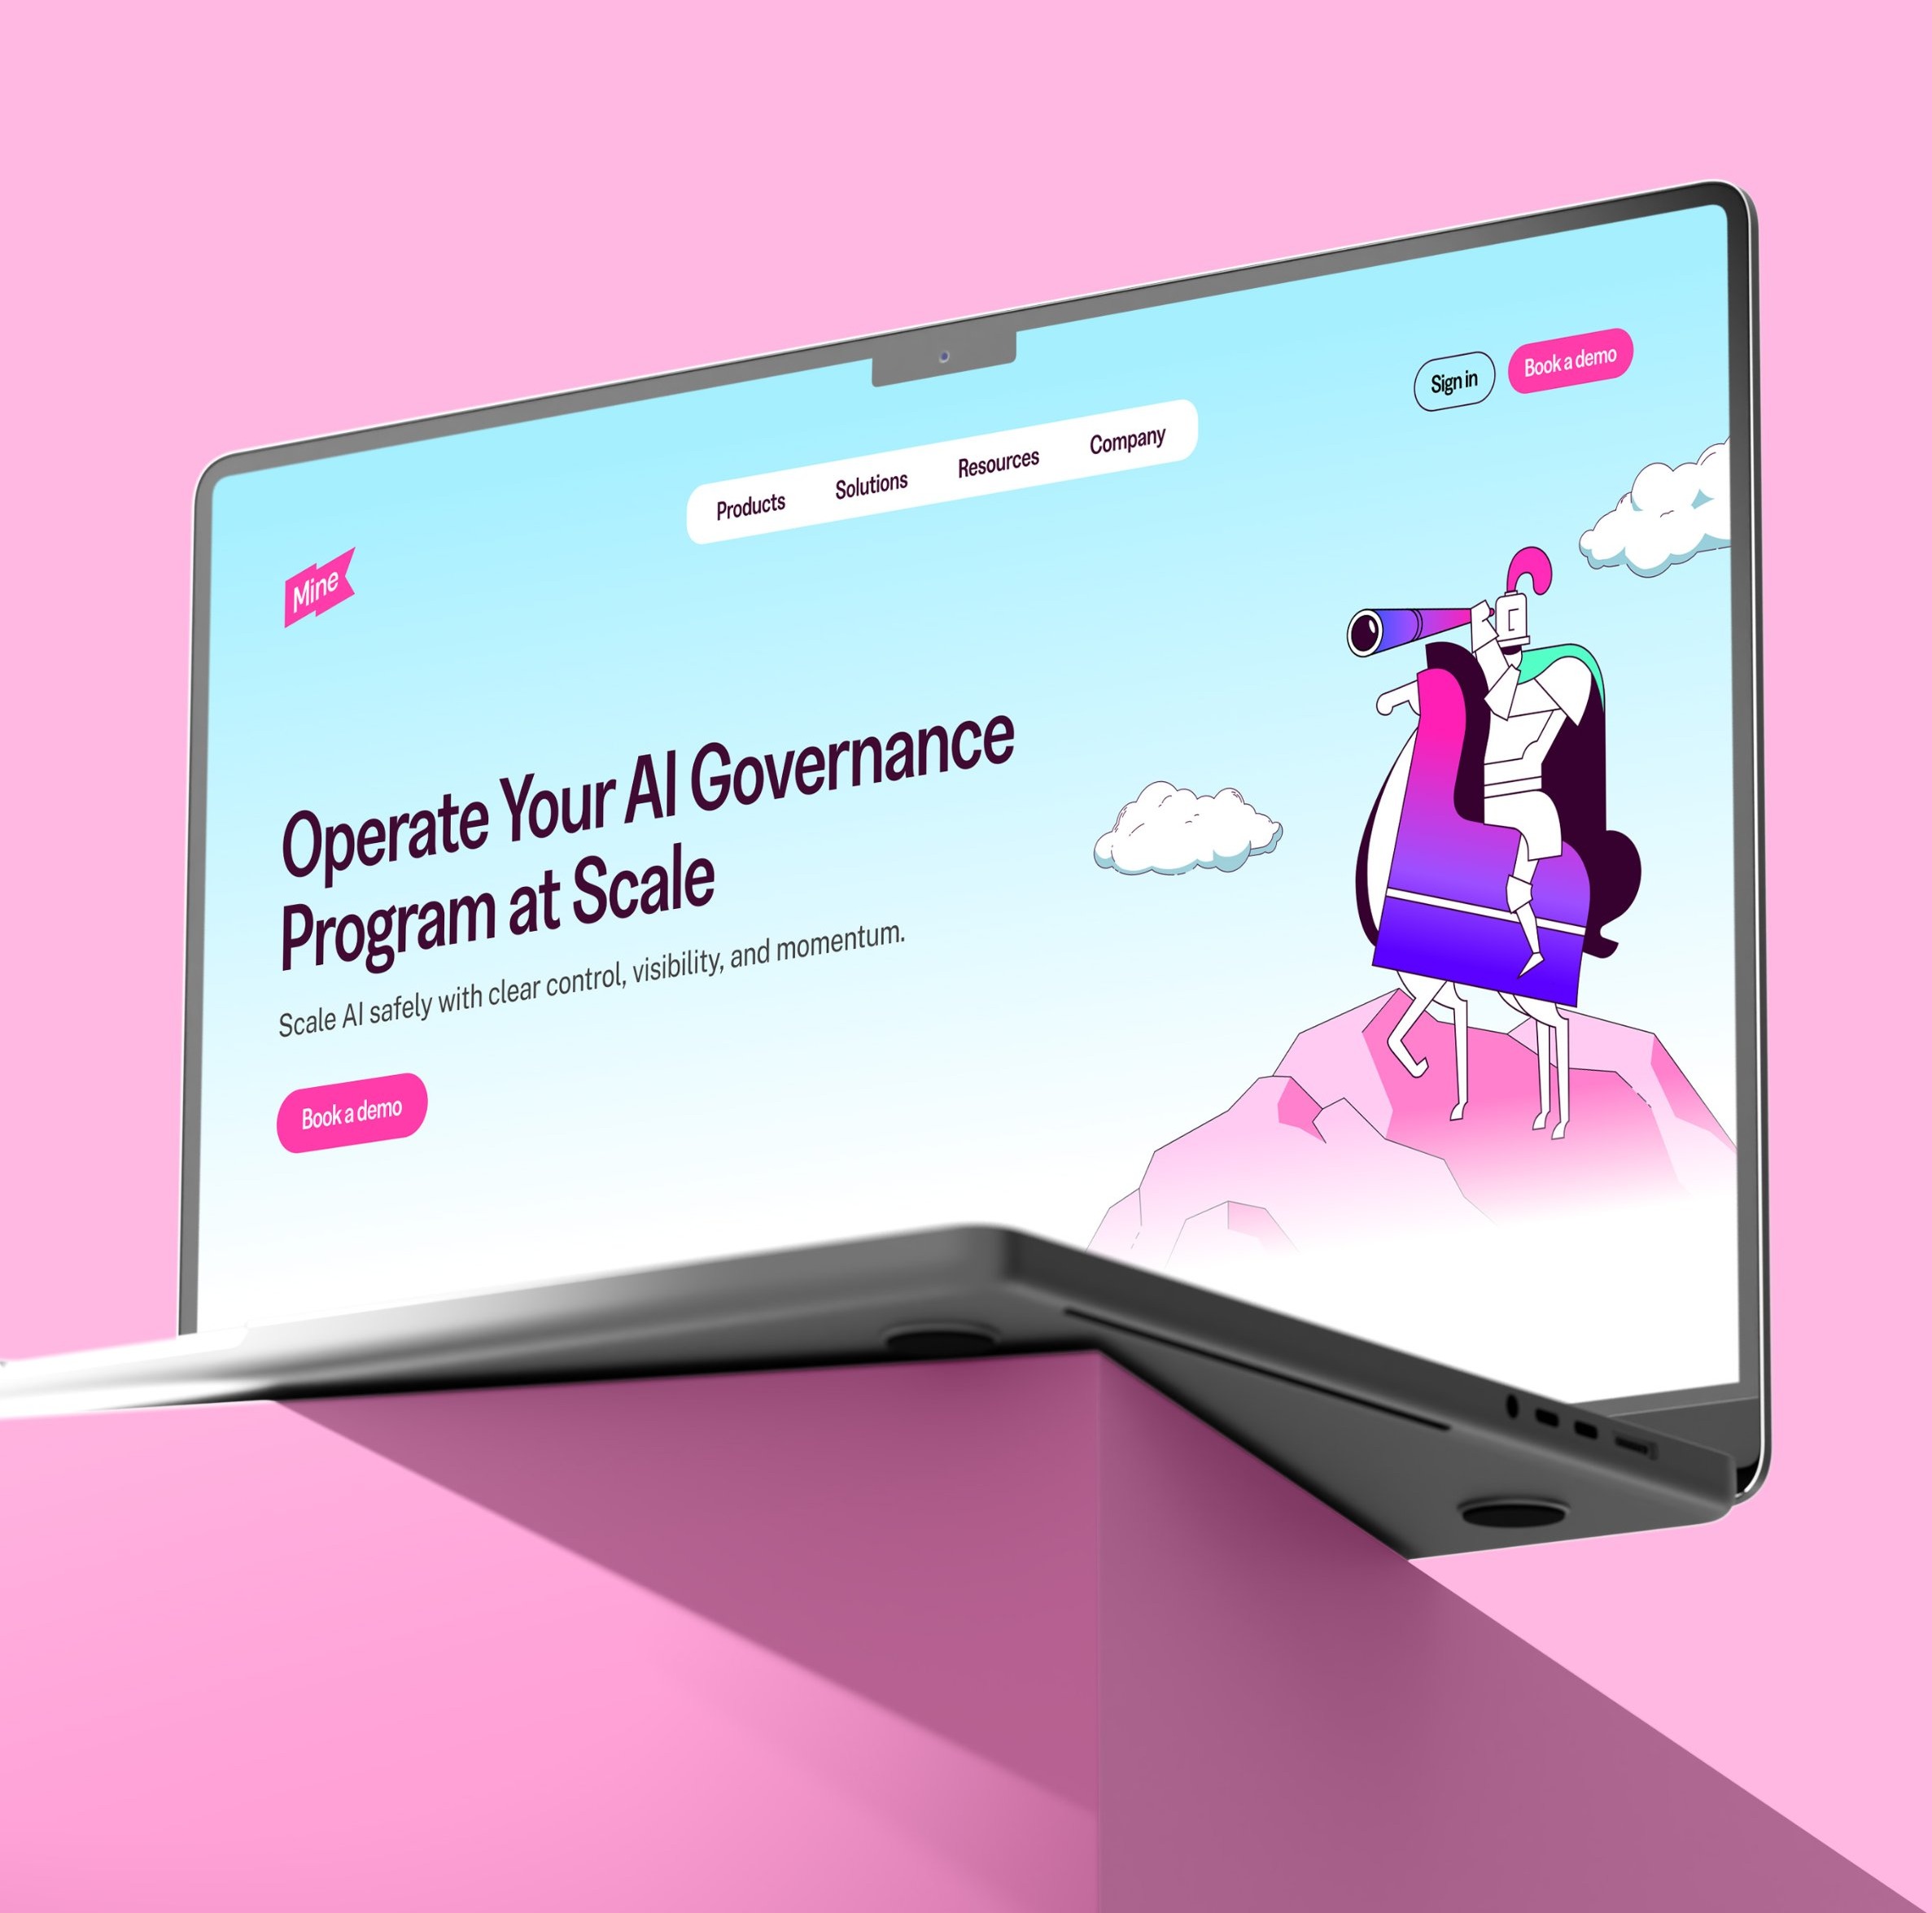 Sign in
Book a demo
Products
Solutions
Resources
Company
Mine
Operate Your AI Governance
Program at Scale
Scale AI safely with clear control, visibility, and momentum.
Book a demo